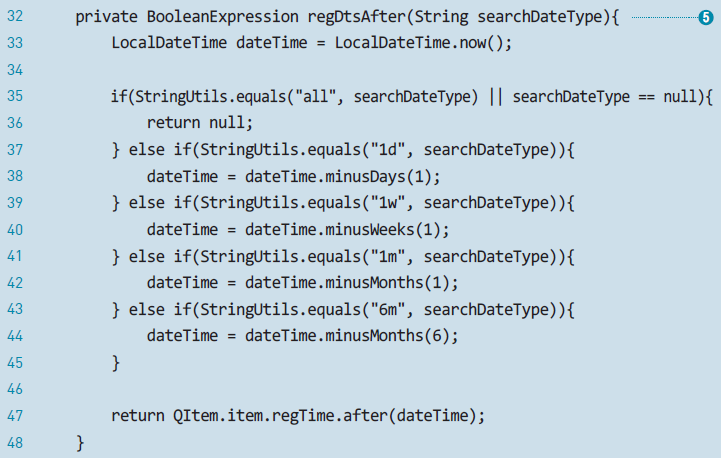 32 private BooleanExpression regDtsAfter(String searchDateType){ ❺
33 LocalDateTime dateTime = LocalDateTime.now();
34
35 if(StringUtils.equals("all", searchDateType) || searchDateType == null){
36 return null;
37 } else if(StringUtils.equals("1d", searchDateType)){
38 dateTime = dateTime.minusDays(1);
39 } else if(StringUtils.equals("1w", searchDateType)){
40 dateTime = dateTime.minusWeeks(1);
41 } else if(StringUtils.equals("1m", searchDateType)){
42 dateTime = dateTime.minusMonths(1);
43 } else if(StringUtils.equals("6m", searchDateType)){
44 dateTime = dateTime.minusMonths(6);
45 }
46
47 return QItem.item.regTime.after(dateTime);
48 }